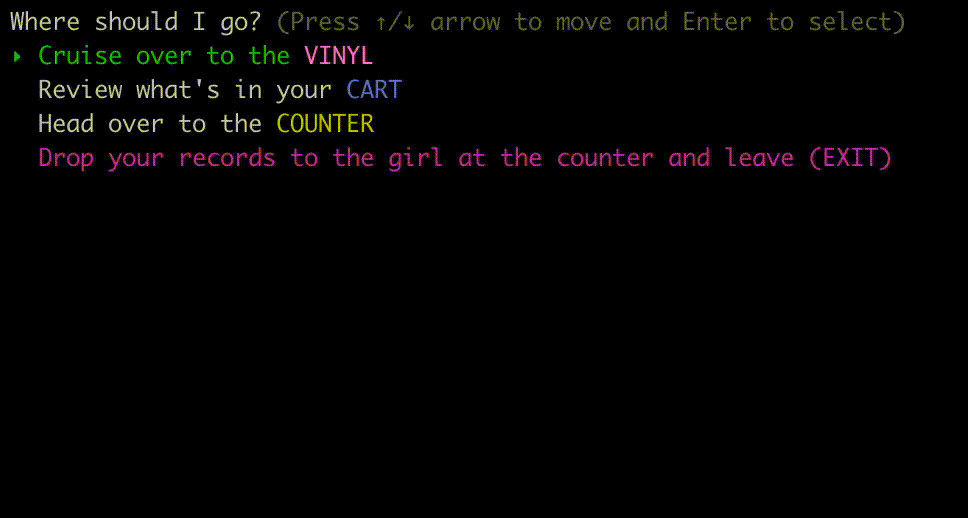 Where should I go? (Press ↑/↓ arrow to move and Enter to select)
‣ Cruise over to the VINYL
Review what's in your CART
Head over to the COUNTER
Drop your records to the girl at the counter and leave (EXIT)